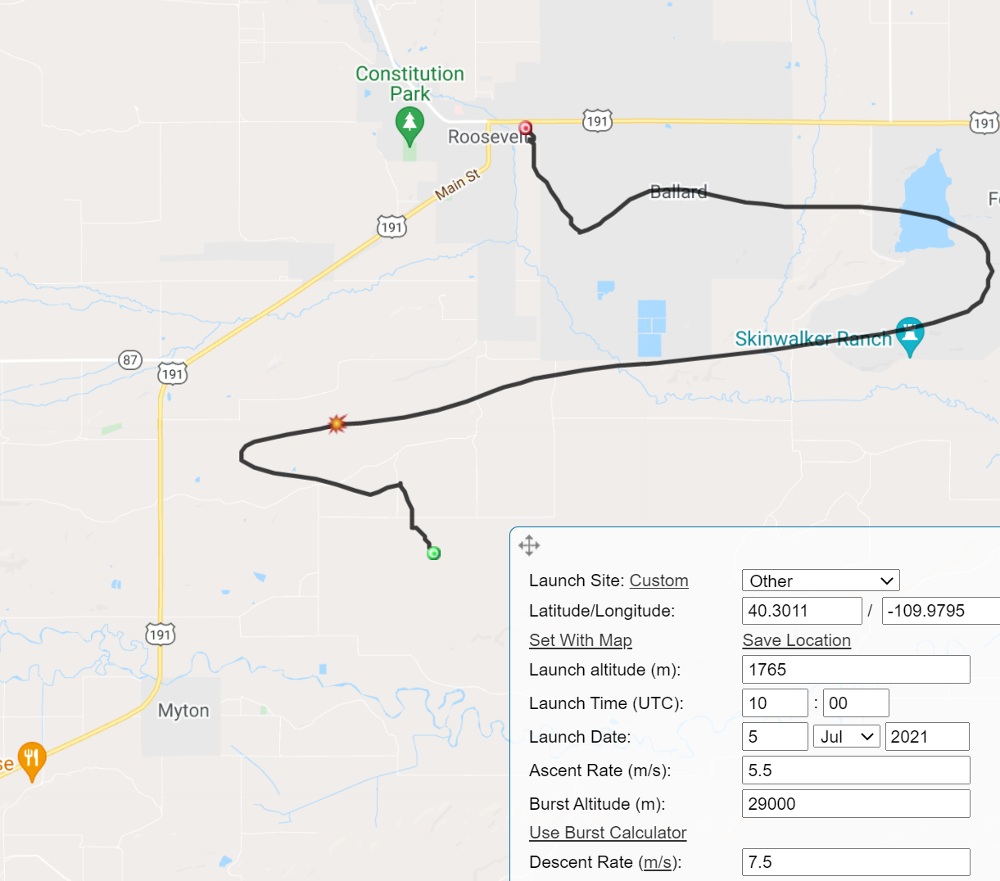 Constitution
Park
191
191
Roosevelt
Main St
Ballard
Fo
191
Skinwalker Ranch
87
191
191
Myton
se
Launch Site: Custom
Other
Latitude/Longitude:
40.3011 / -109.9795
Set With Map
Save Location
Launch altitude (m):
1765
Launch Time (UTC):
10 : 00
Launch Date:
5 Jul 2021
Ascent Rate (m/s):
5.5
Burst Altitude (m):
29000
Use Burst Calculator
Descent Rate (m/s):
7.5